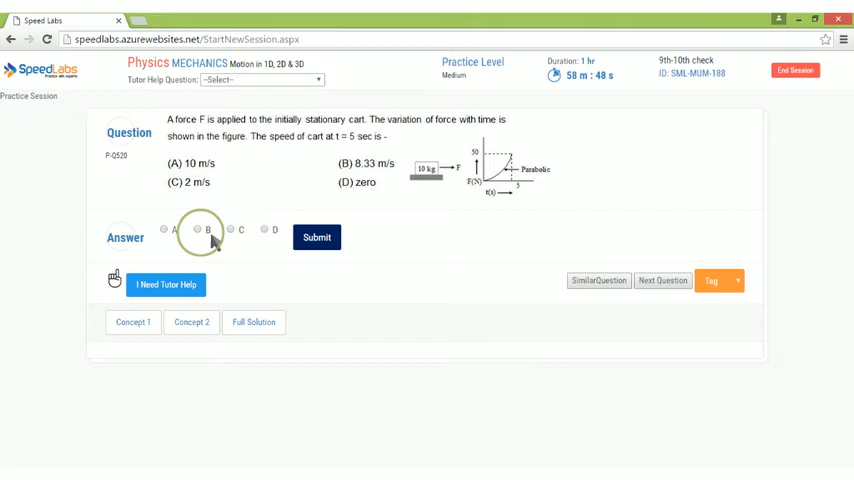 Speed Labs
speedlabs.azurewebsites.net/StartNewSession.aspx
SpeedLabs
Practice with experts
Physics MECHANICS Motion in 1D, 2D & 3D
Tutor Help Question: --Select--
Practice Level
Medium
Duration: 1 hr
58 m : 48 s
9th-10th check
ID: SML-MUM-188
End Session
Practice Session
Question
P-Q520
A force F is applied to the initially stationary cart. The variation of force with time is
shown in the figure. The speed of cart at t = 5 sec is -
(A) 10 m/s
(B) 8.33 m/s
(C) 2 m/s
(D) zero
10 kg
F
50
F(N)
Parabolic
5
t(s)
Answer
A B C D
Submit
I Need Tutor Help
SimilarQuestion
Next Question
Tag
Concept 1
Concept 2
Full Solution